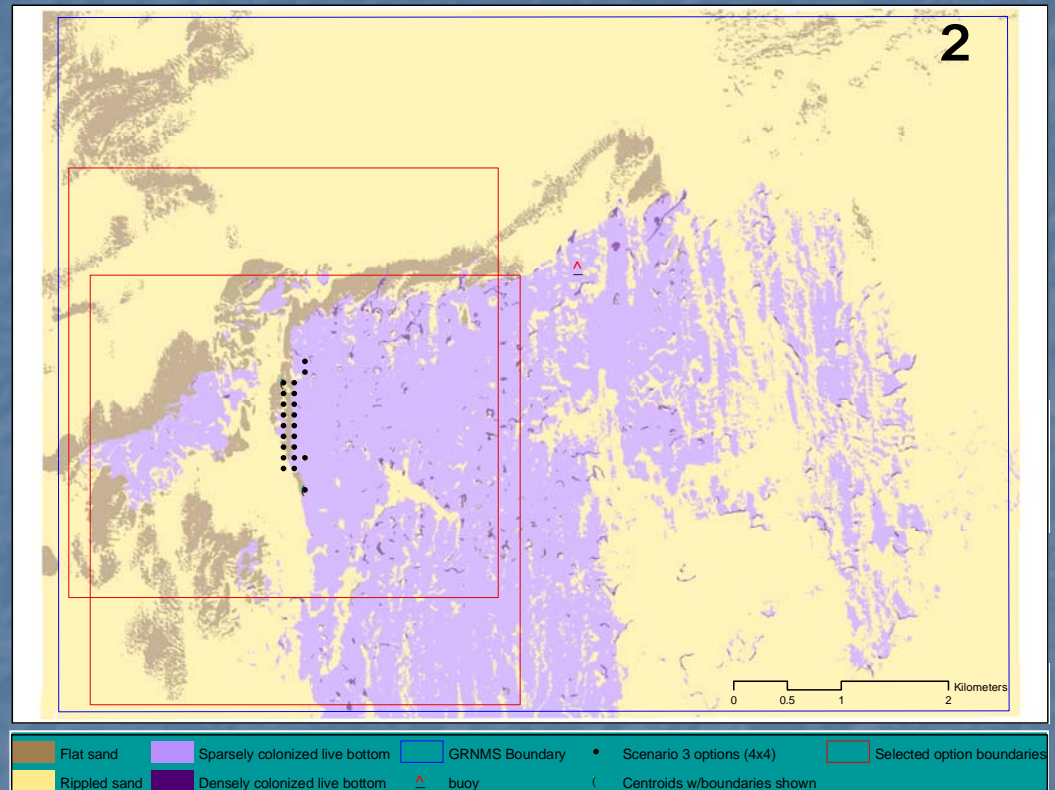 2
Kilometers
0 0.5 1 2
Flat sand Sparsely colonized live bottom GRNMS Boundary Scenario 3 options (4x4) Selected option boundaries
Rippled sand Densely colonized live bottom ^ buoy ( Centroids w/boundaries shown